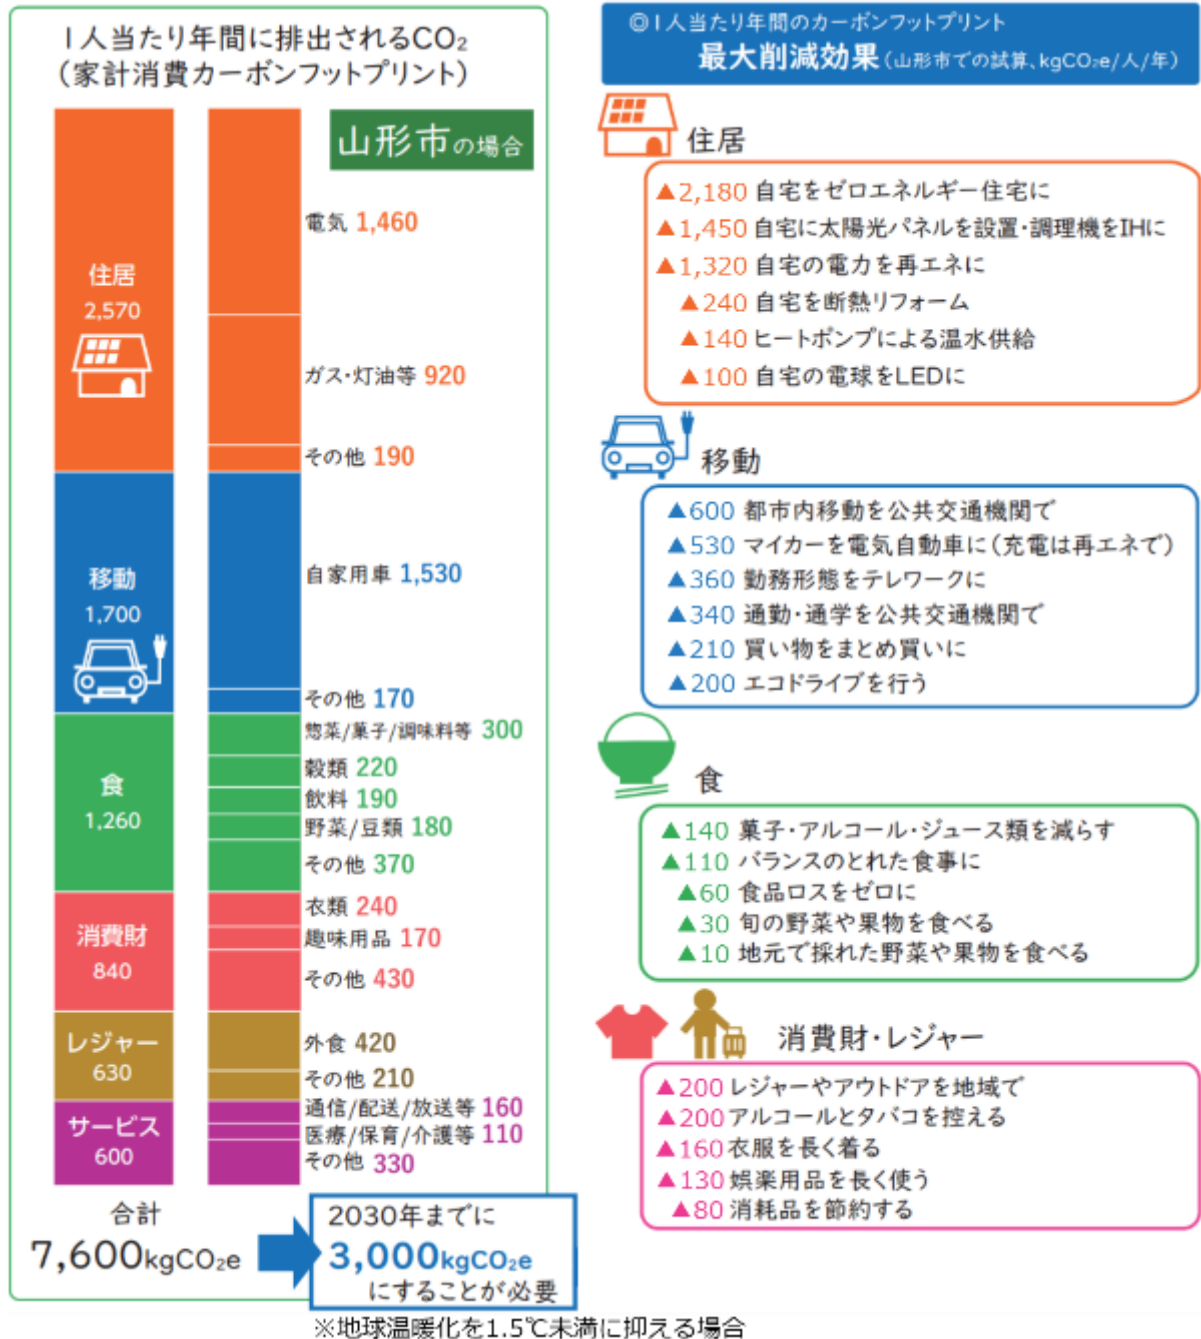 1人当たり年間に排出されるCO₂
（家計消費カーボンフットプリント）
山形市の場合
住居
2,570
電気 1,460
ガス・灯油等 920
その他 190
移動
1,700
自家用車 1,530
その他 170
食
1,260
惣菜/菓子/調味料等 300
穀類 220
飲料 190
野菜/豆類 180
その他 370
消費財
840
衣類 240
趣味用品 170
その他 430
レジャー
630
外食 420
その他 210
サービス
600
通信/配送/放送等 160
医療/保育/介護等 110
その他 330
合計
7,600kgCO₂e
2030年までに
3,000kgCO₂e
にすることが必要
※地球温暖化を1.5℃未満に抑える場合
◎1人当たり年間のカーボンフットプリント
最大削減効果（山形市での試算、kgCO₂e/人/年）
住居
▲2,180 自宅をゼロエネルギー住宅に
▲1,450 自宅に太陽光パネルを設置・調理機をIHに
▲1,320 自宅の電力を再エネに
▲240 自宅を断熱リフォーム
▲140 ヒートポンプによる温水供給
▲100 自宅の電球をLEDに
移動
▲600 都市内移動を公共交通機関で
▲530 マイカーを電気自動車に（充電は再エネで）
▲360 勤務形態をテレワークに
▲340 通勤・通学を公共交通機関で
▲210 買い物をまとめ買いに
▲200 エコドライブを行う
食
▲140 菓子・アルコール・ジュース類を減らす
▲110 バランスのとれた食事に
▲60 食品ロスをゼロに
▲30 旬の野菜や果物を食べる
▲10 地元で採れた野菜や果物を食べる
消費財・レジャー
▲200 レジャーやアウトドアを地域で
▲200 アルコールとタバコを控える
▲160 衣服を長く着る
▲130 娯楽用品を長く使う
▲80 消耗品を節約する